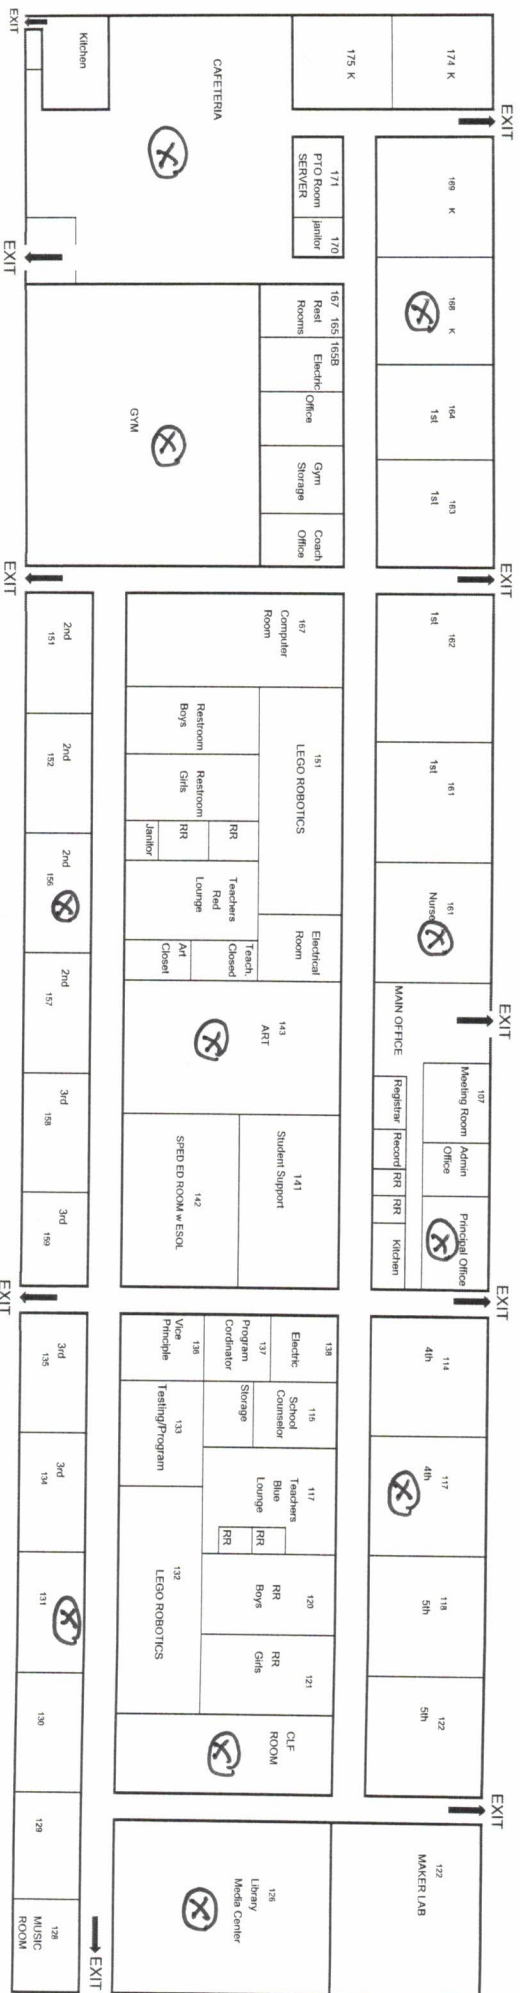 EXIT
EXIT
EXIT
EXIT
EXIT
174 K
175 K
169 K
168 K
164
1st
163
1st
162
1st
161
1st
161
Nurse
MAIN OFFICE
107
Meeting Room
Admin
Office
Principal Office
Registrar
Record
RR
RR
Kitchen
114
4th
117
4th
118
5th
122
5th
122
MAKER LAB
171
PTO Room
SERVER
170
janitor
167 165
Rest
Rooms
165B
Electric
Office
Gym
Storage
Coach
Office
167
Computer
Room
151
LEGO ROBOTICS
Electrical
Room
Restroom
Boys
Restroom
Girls
RR
RR
Janitor
Teachers
Red
Lounge
Teach.
Closed
Art
Closet
143
ART
141
Student Support
SPED ED ROOM w ESOL
142
138
Electric
137
Program
Cordinator
136
Vice
Principle
115
School
Counselor
Storage
133
Testing/Program
117
Teachers
Blue
Lounge
RR
RR
120
RR
Boys
121
RR
Girls
132
LEGO ROBOTICS
CLF
ROOM
126
Library
Media Center
CAFETERIA
Kitchen
GYM
2nd
151
2nd
152
2nd
156
2nd
157
3rd
158
3rd
159
3rd
135
3rd
134
131
130
129
128
MUSIC
ROOM
EXIT
EXIT
EXIT
EXIT
EXIT